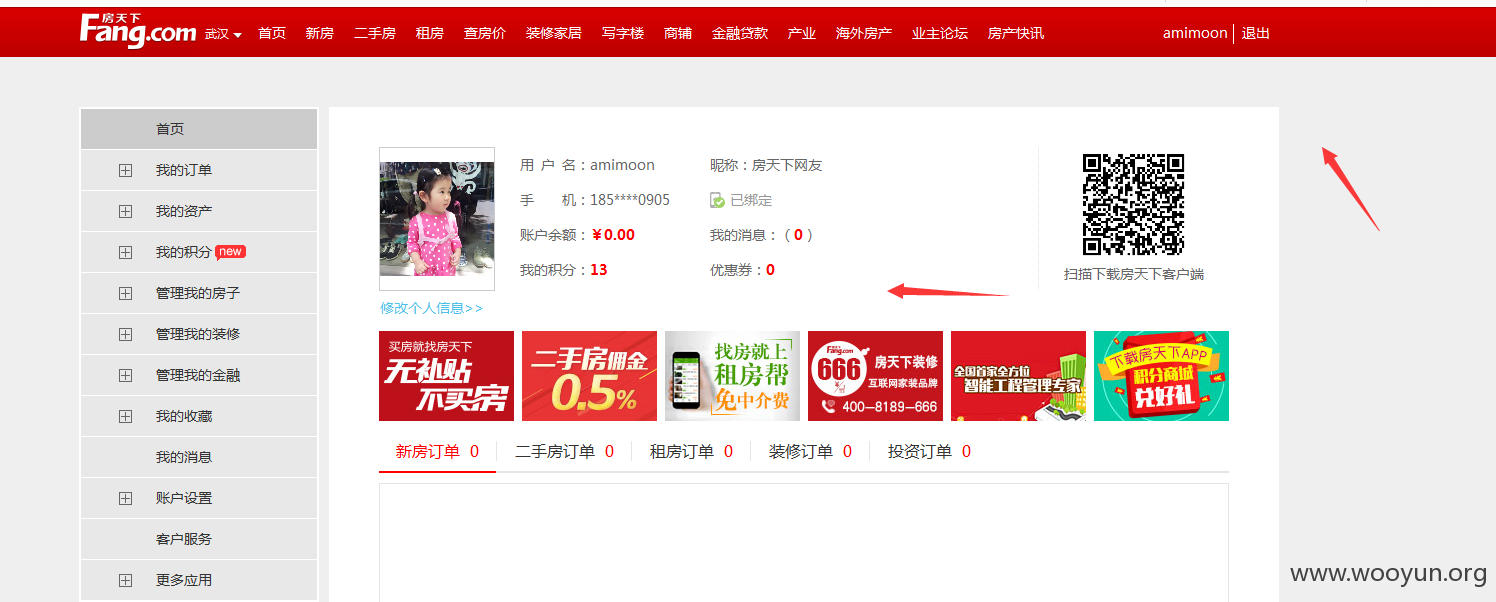 房天下
Fang.com 武汉 首页 新房 二手房 租房 查房价 装修家居 写字楼 商铺 金融贷款 产业 海外房产 业主论坛 房产快讯 amimoon 退出
首页
我的订单
我的资产
我的积分 new
管理我的房子
管理我的装修
管理我的金融
我的收藏
我的消息
账户设置
客户服务
更多应用
用 户 名：amimoon 昵称：房天下网友
手 机：185****0905 已绑定
账户余额：¥0.00 我的消息：（ 0 ）
我的积分：13 优惠券：0
修改个人信息>>
扫描下载房天下客户端
买房就找房天下
无补贴
不买房
二手房佣金
0.5%
找房就上
租房帮
免中介费
Fang.com
666
房天下装修
互联网家装品牌
400-8189-666
全国首家全方位
智能工程管理专家
下载房天下APP
积分商城
兑好礼
新房订单 0 二手房订单 0 租房订单 0 装修订单 0 投资订单 0
www.wooyun.org